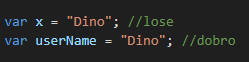 var x = "Dino"; //lose
var userName = "Dino"; //dobro